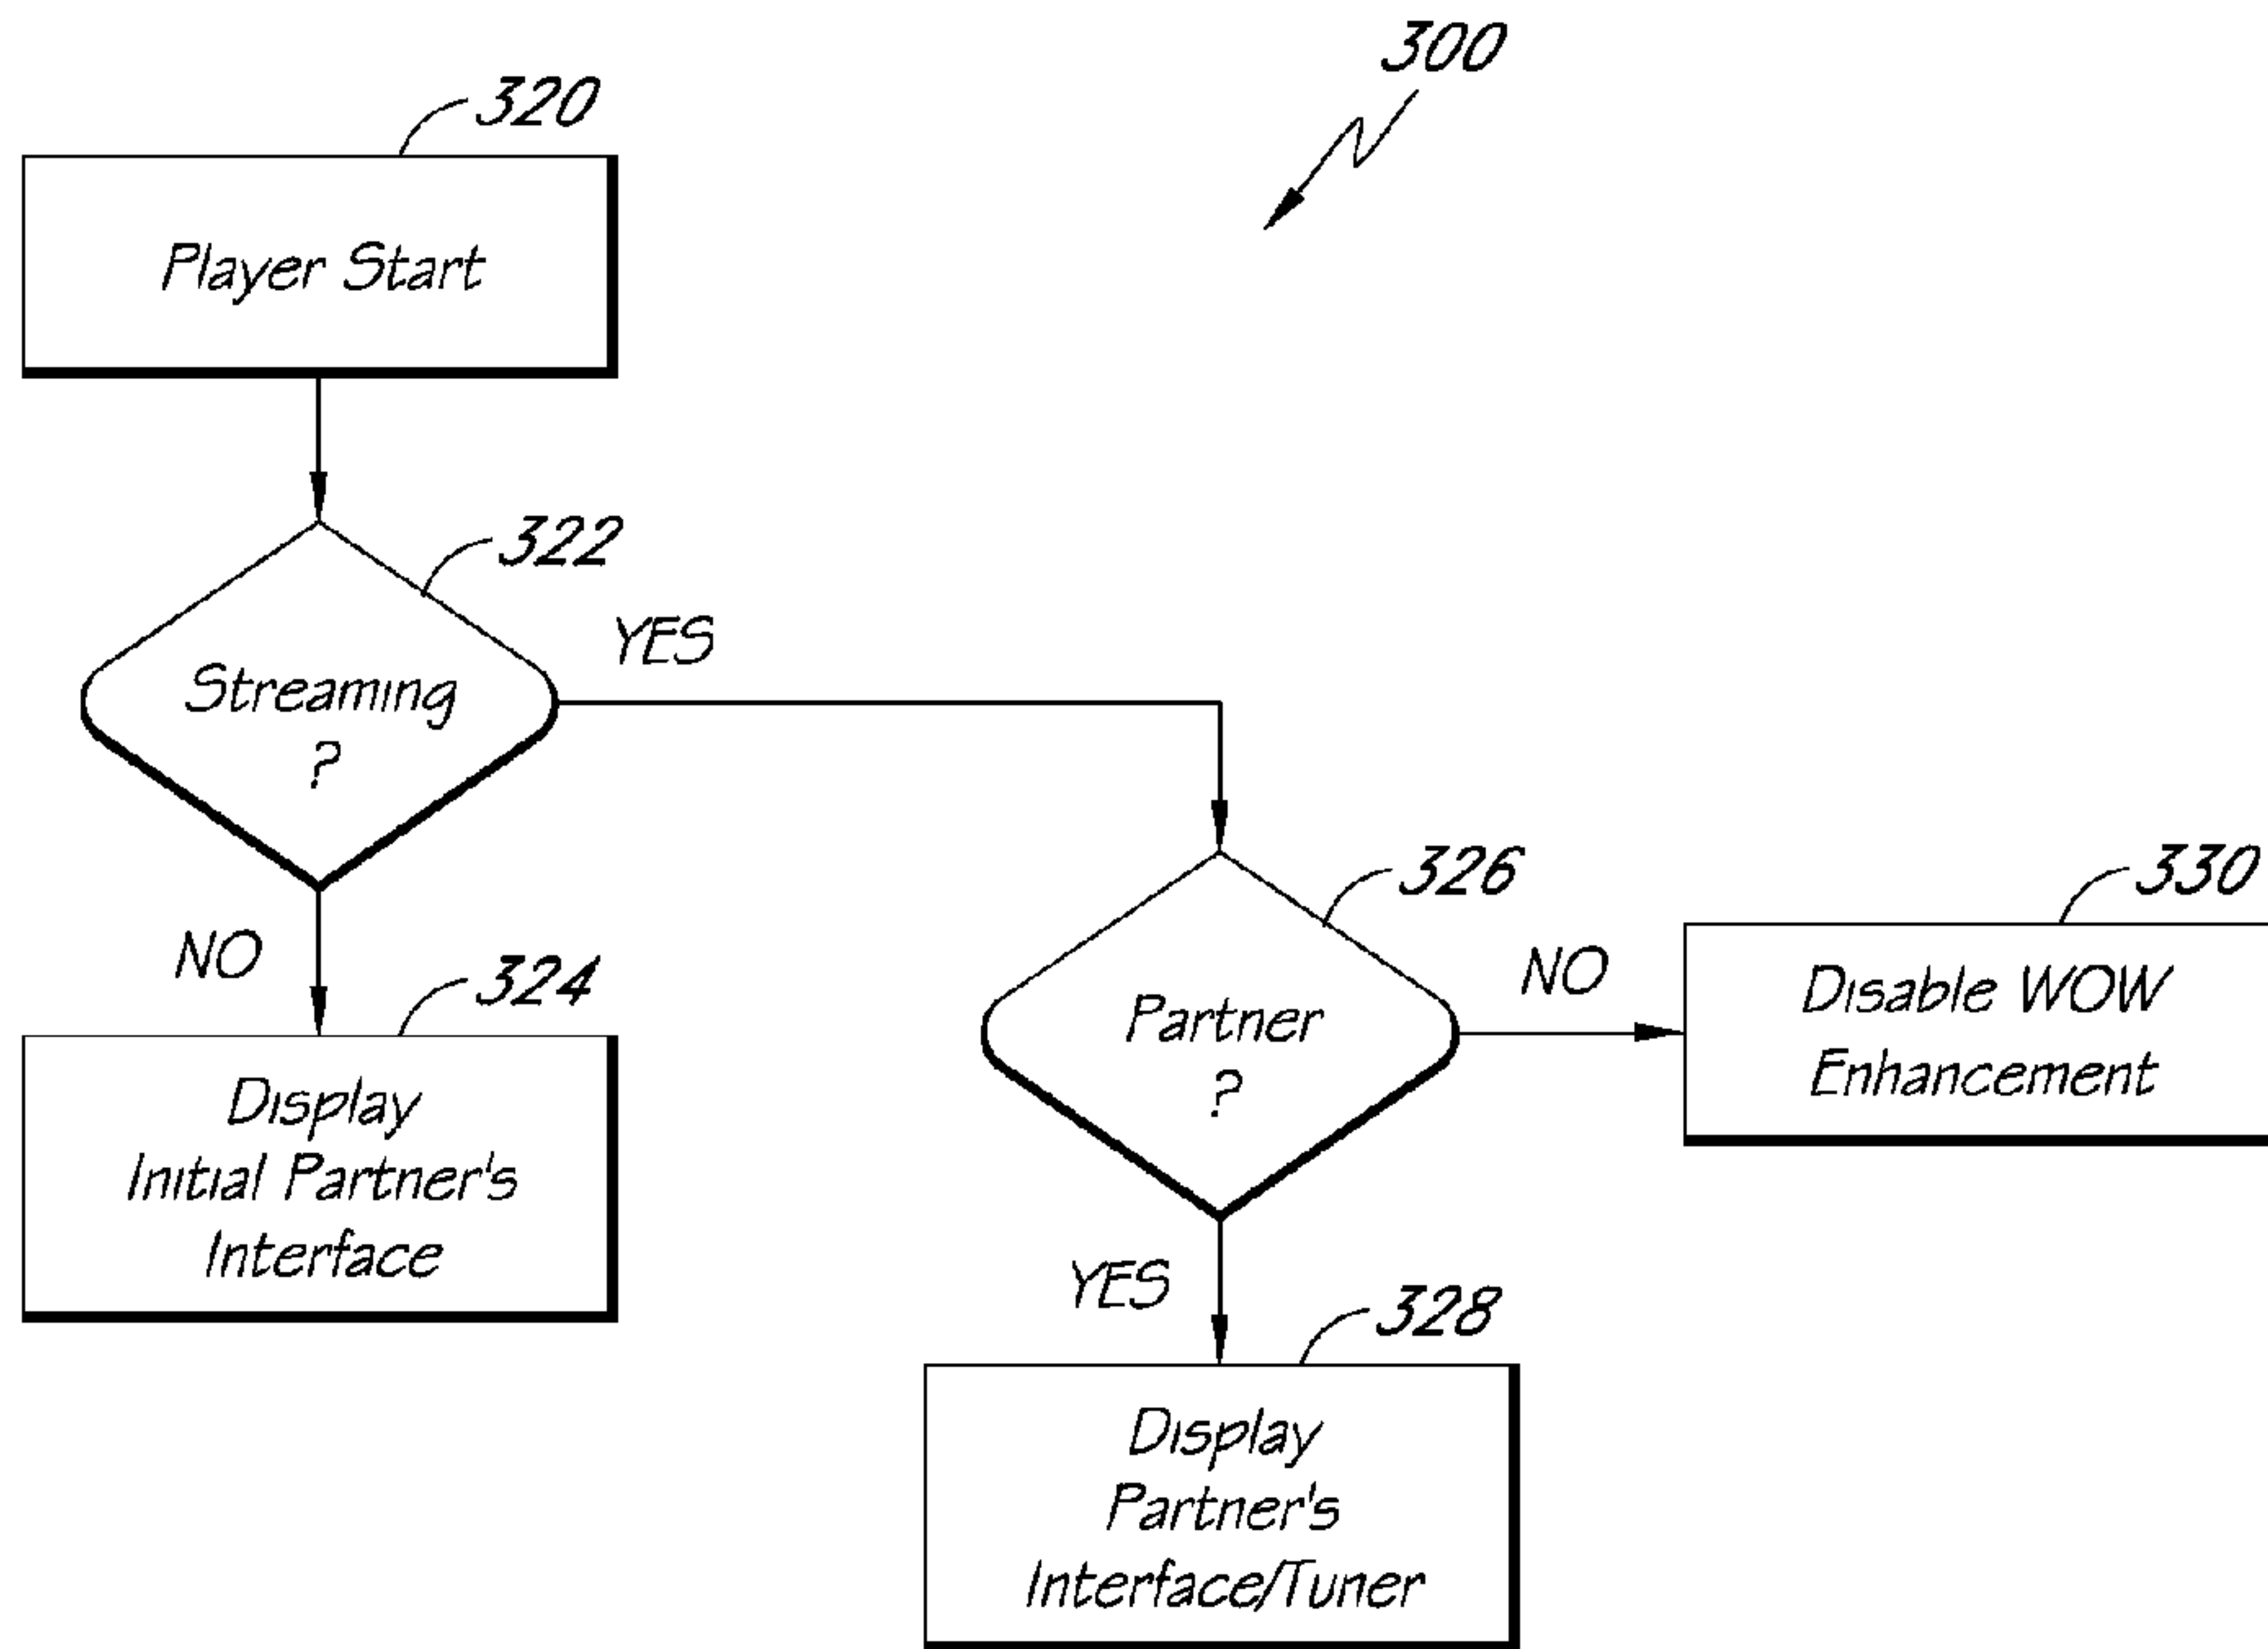 300
320
Player Start
322
YES
Streaming
?
NO
324
Display
Initial Partner's
Interface
326
Partner
?
NO
330
Disable WOW
Enhancement
YES
328
Display
Partner's
Interface/Tuner